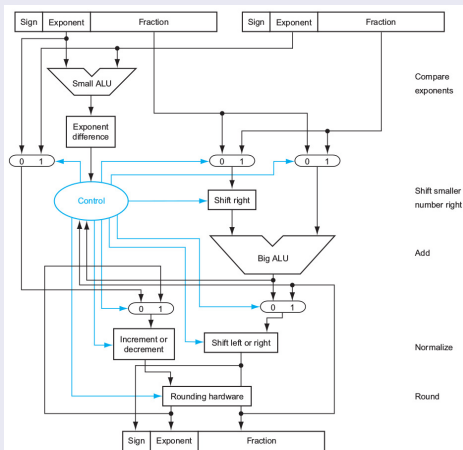 Sign Exponent Fraction Sign Exponent Fraction
Small ALU
Compare
exponents
Exponent
difference
0 1 0 1 0 1
Control
Shift right
Shift smaller
number right
Big ALU
Add
0 1 0 1
Increment or
decrement
Shift left or right
Normalize
Rounding hardware
Round
Sign Exponent Fraction